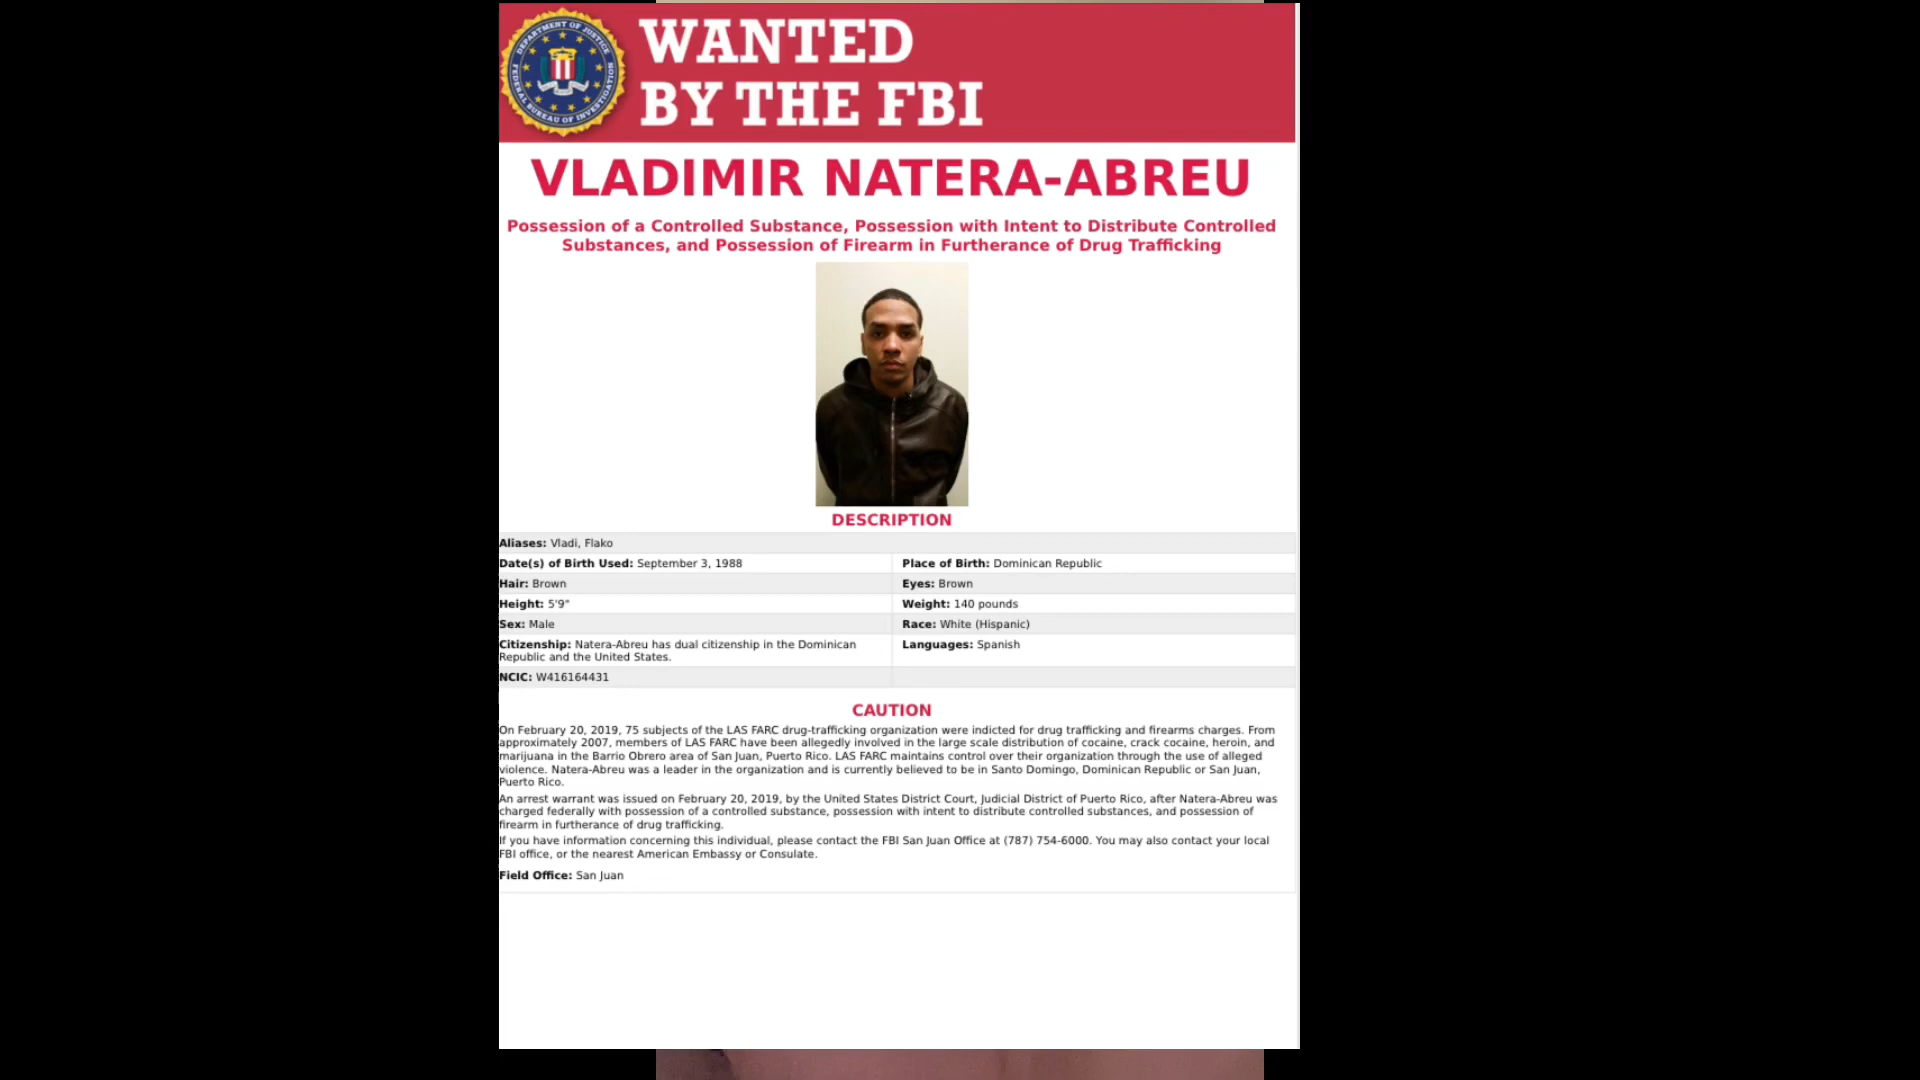 DEPARTMENT OF JUSTICE
FEDERAL BUREAU OF INVESTIGATION
WANTED
BY THE FBI
VLADIMIR NATERA-ABREU
Possession of a Controlled Substance, Possession with Intent to Distribute Controlled
Substances, and Possession of Firearm in Furtherance of Drug Trafficking
DESCRIPTION
Aliases: Vladi, Flako
Date(s) of Birth Used: September 3, 1988 Place of Birth: Dominican Republic
Hair: Brown Eyes: Brown
Height: 5'9" Weight: 140 pounds
Sex: Male Race: White (Hispanic)
Citizenship: Natera-Abreu has dual citizenship in the Dominican
Republic and the United States.
Languages: Spanish
NCIC: W416164431
CAUTION
On February 20, 2019, 75 subjects of the LAS FARC drug-trafficking organization were indicted for drug trafficking and firearms charges. From
approximately 2007, members of LAS FARC have been allegedly involved in the large scale distribution of cocaine, crack cocaine, heroin, and
marijuana in the Barrio Obrero area of San Juan, Puerto Rico. LAS FARC maintains control over their organization through the use of alleged
violence. Natera-Abreu was a leader in the organization and is currently believed to be in Santo Domingo, Dominican Republic or San Juan,
Puerto Rico.
An arrest warrant was issued on February 20, 2019, by the United States District Court, Judicial District of Puerto Rico, after Natera-Abreu was
charged federally with possession of a controlled substance, possession with intent to distribute controlled substances, and possession of
firearm in furtherance of drug trafficking.
If you have information concerning this individual, please contact the FBI San Juan Office at (787) 754-6000. You may also contact your local
FBI office, or the nearest American Embassy or Consulate.
Field Office: San Juan